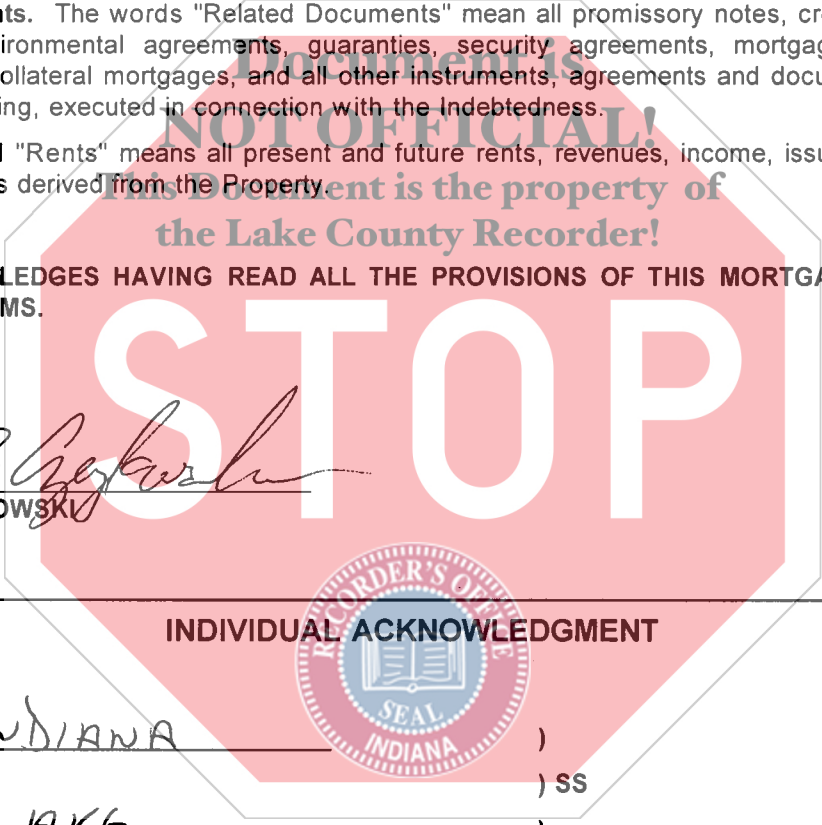 nts. The words "Related Documents" mean all promissory notes, cr
ironmental agreements, guaranties, security agreements, mortgag
ollateral mortgages, and all other instruments, agreements and docu
ing, executed in connection with the Indebtedness.
Document is
NOT OFFICIAL!
"Rents" means all present and future rents, revenues, income, issu
s derived from the Property.
This Document is the property of
the Lake County Recorder!
LEDGES HAVING READ ALL THE PROVISIONS OF THIS MORTGA
MS.
STOP
OWSKI
RECORDER'S OFFICE
SEAL
INDIANA
INDIVIDUAL ACKNOWLEDGMENT
NDIANA )
) SS
AKE )